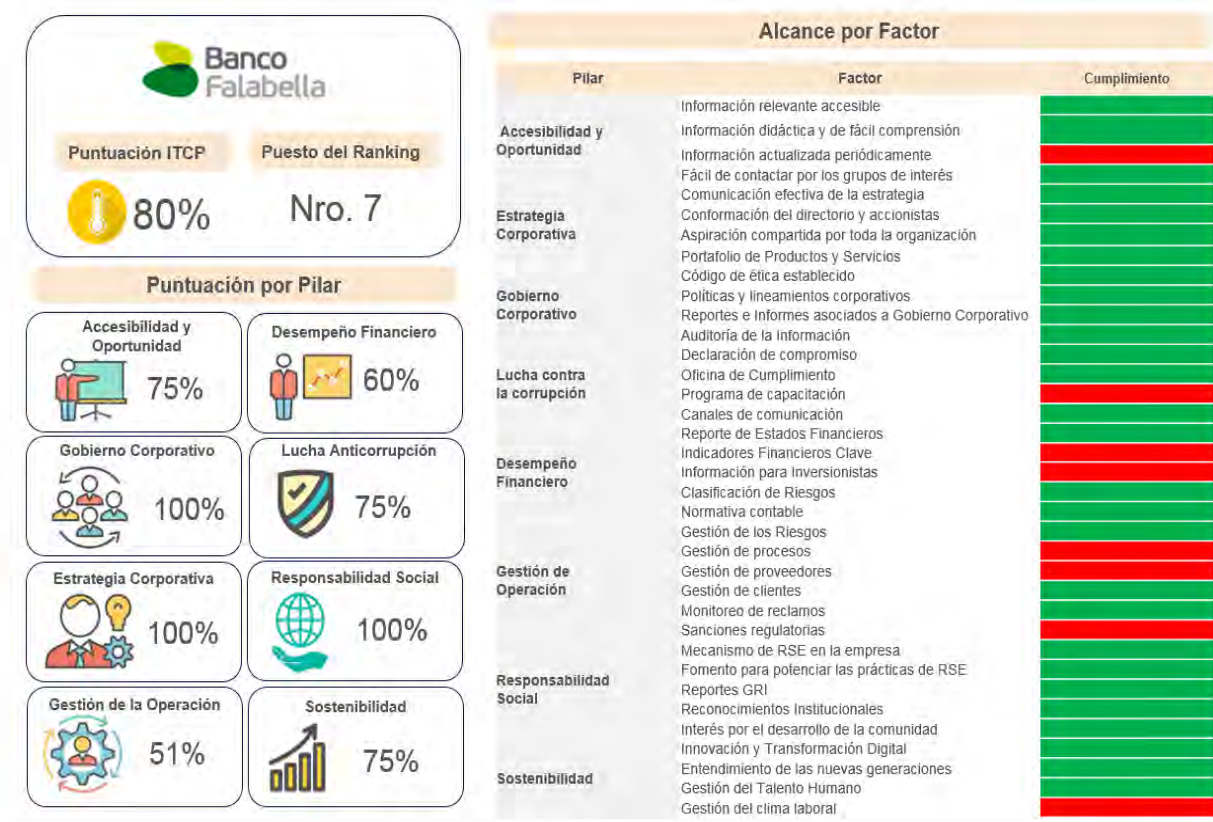 Banco
Falabella
Puntuación ITCP
Puesto del Ranking
80%
Nro. 7
Puntuación por Pilar
Accesibilidad y
Oportunidad
75%
Desempeño Financiero
60%
Gobierno Corporativo
100%
Lucha Anticorrupción
75%
Estrategia Corporativa
100%
Responsabilidad Social
100%
Gestión de la Operación
51%
Sostenibilidad
75%
Alcance por Factor
Pilar
Factor
Cumplimiento
Accesibilidad y
Oportunidad
Información relevante accesible
Información didáctica y de fácil comprensión
Información actualizada periódicamente
Fácil de contactar por los grupos de interés
Estrategia
Corporativa
Comunicación efectiva de la estrategia
Conformación del directorio y accionistas
Aspiración compartida por toda la organización
Portafolio de Productos y Servicios
Gobierno
Corporativo
Código de ética establecido
Políticas y lineamientos corporativos
Reportes e Informes asociados a Gobierno Corporativo
Auditoría de la Información
Lucha contra
la corrupción
Declaración de compromiso
Oficina de Cumplimiento
Programa de capacitación
Canales de comunicación
Desempeño
Financiero
Reporte de Estados Financieros
Indicadores Financieros Clave
Información para Inversionistas
Clasificación de Riesgos
Normativa contable
Gestión de
Operación
Gestión de los Riesgos
Gestión de procesos
Gestión de proveedores
Gestión de clientes
Monitoreo de reclamos
Sanciones regulatorias
Responsabilidad
Social
Mecanismo de RSE en la empresa
Fomento para potenciar las prácticas de RSE
Reportes GRI
Reconocimientos Institucionales
Interés por el desarrollo de la comunidad
Sostenibilidad
Innovación y Transformación Digital
Entendimiento de las nuevas generaciones
Gestión del Talento Humano
Gestión del clima laboral